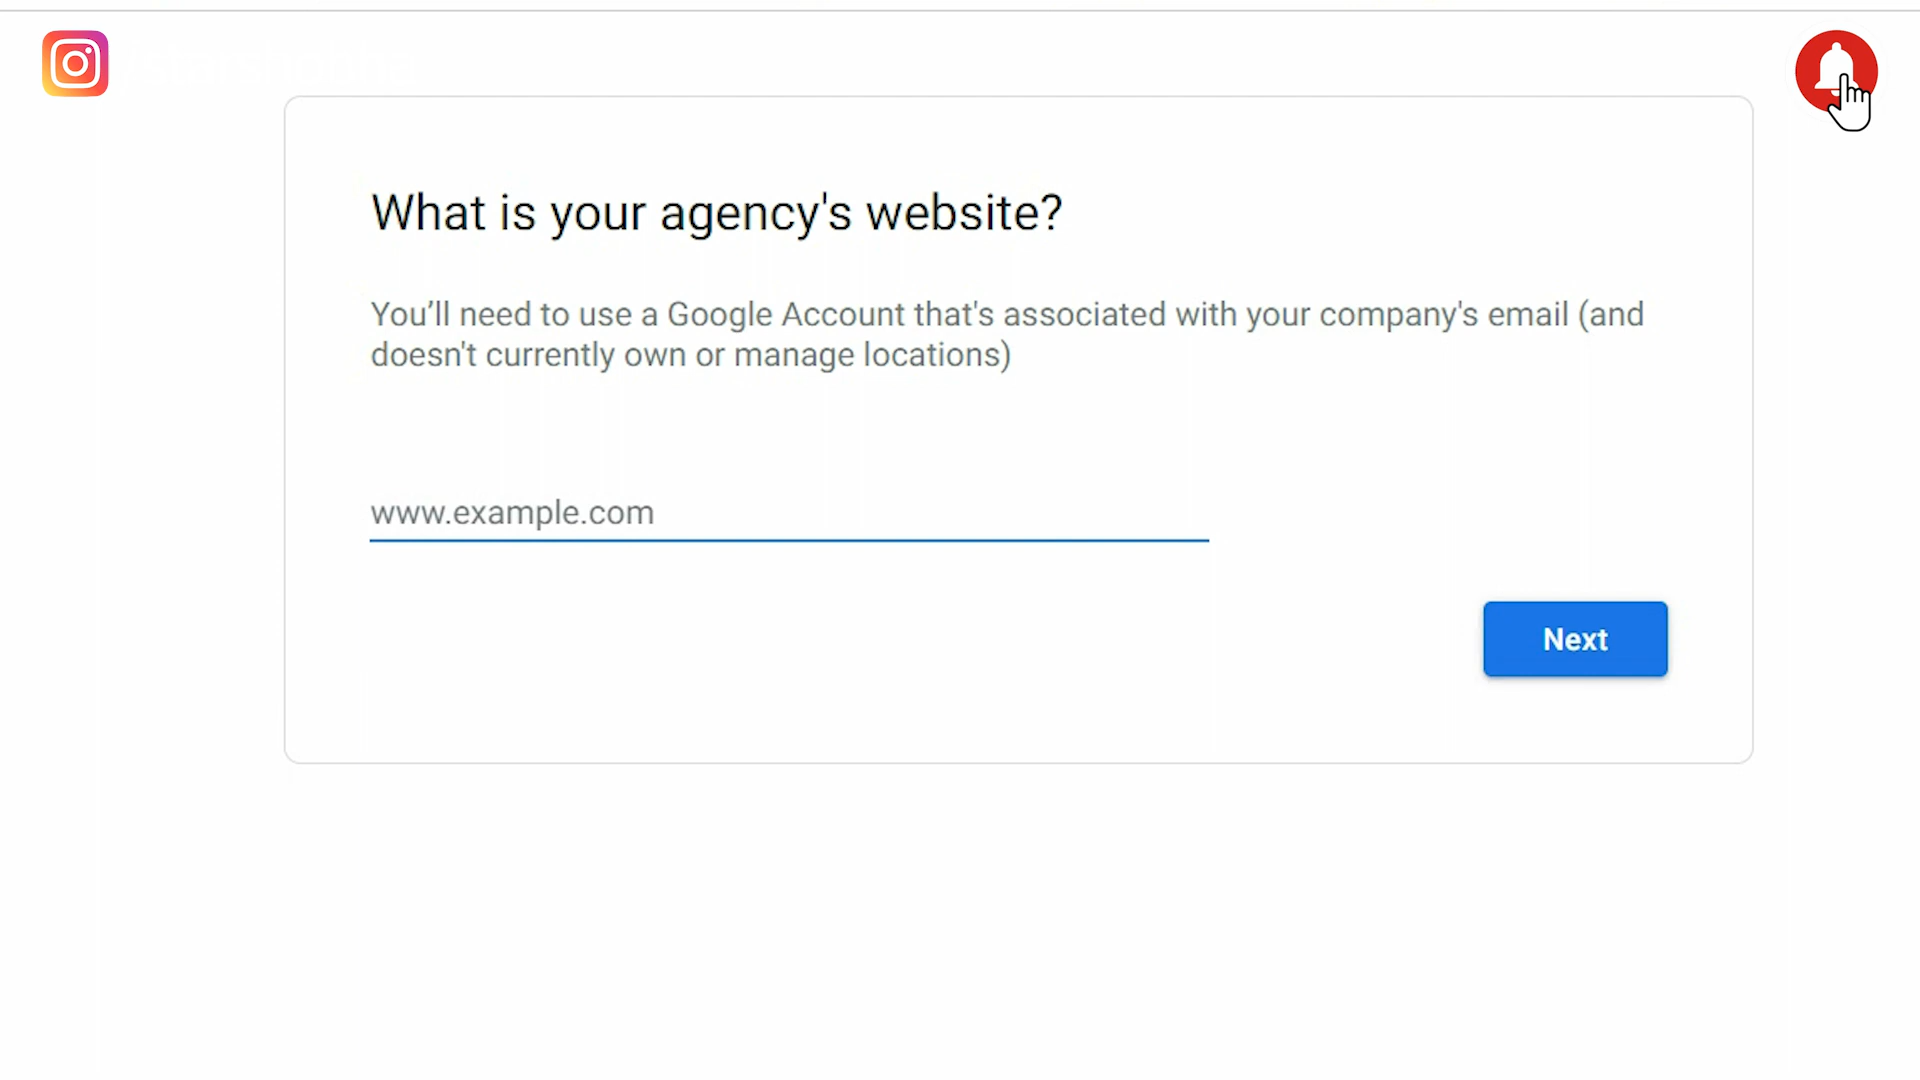 What is your agency's website?
You’ll need to use a Google Account that's associated with your company's email (and
doesn't currently own or manage locations)
www.example.com
Next